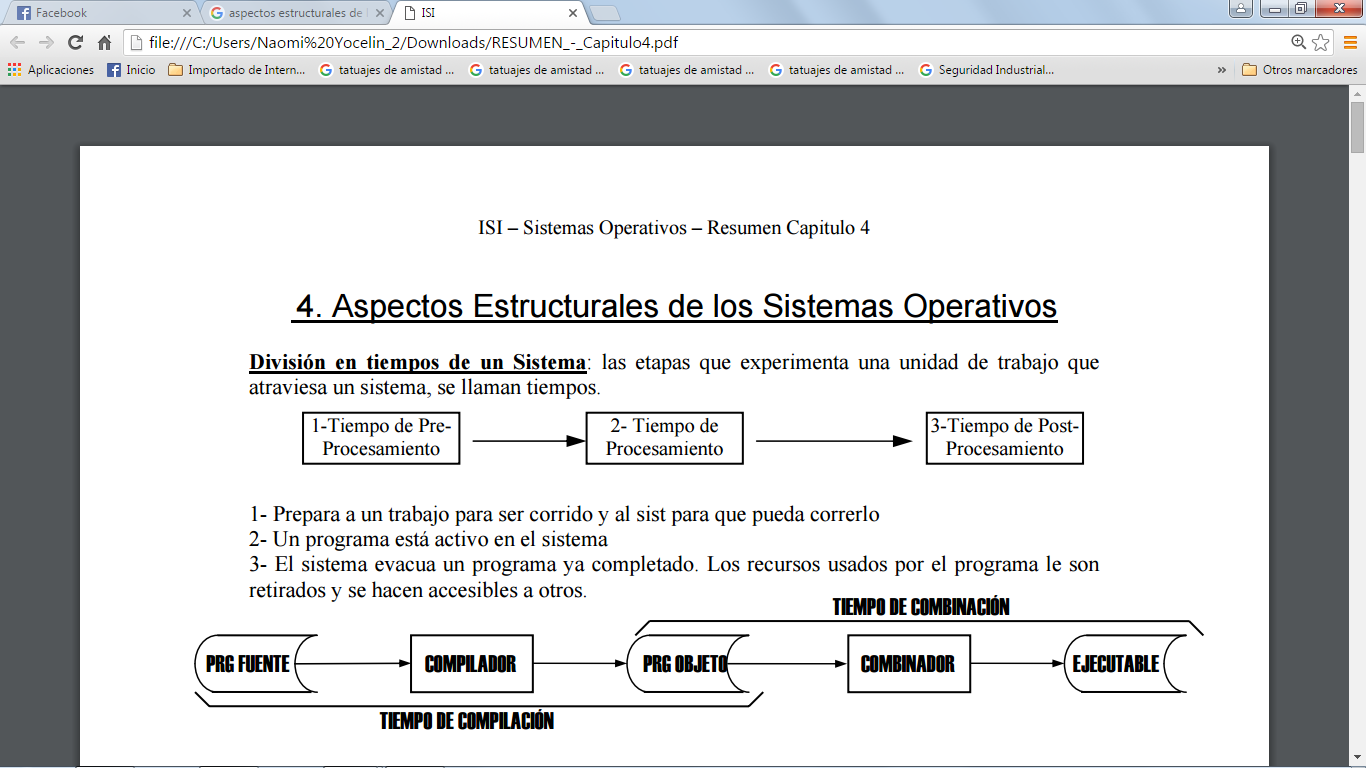 Facebook
aspectos estructurales de l
ISI
file:///C:/Users/Naomi%20Yocelin_2/Downloads/RESUMEN_-_Capitulo4.pdf
Aplicaciones
Inicio
Importado de Intern...
tatuajes de amistad ...
tatuajes de amistad ...
tatuajes de amistad ...
tatuajes de amistad ...
Seguridad Industrial...
»
Otros marcadores
ISI – Sistemas Operativos – Resumen Capitulo 4
4. Aspectos Estructurales de los Sistemas Operativos
División en tiempos de un Sistema: las etapas que experimenta una unidad de trabajo que
atraviesa un sistema, se llaman tiempos.
1-Tiempo de Pre-
Procesamiento
2- Tiempo de
Procesamiento
3-Tiempo de Post-
Procesamiento
1- Prepara a un trabajo para ser corrido y al sist para que pueda correrlo
2- Un programa está activo en el sistema
3- El sistema evacua un programa ya completado. Los recursos usados por el programa le son
retirados y se hacen accesibles a otros.
TIEMPO DE COMBINACIÓN
PRG FUENTE
COMPILADOR
PRG OBJETO
COMBINADOR
EJECUTABLE
TIEMPO DE COMPILACIÓN